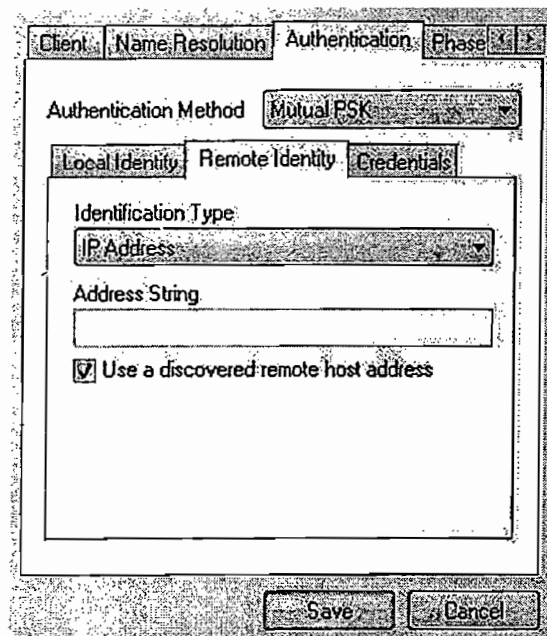 Client Name Resolution Authentication Phase
Authentication Method Mutual PSK
Local Identity Remote Identity Credentials
Identification Type
IP Address
Address String
Use a discovered remote host address
Save Cancel